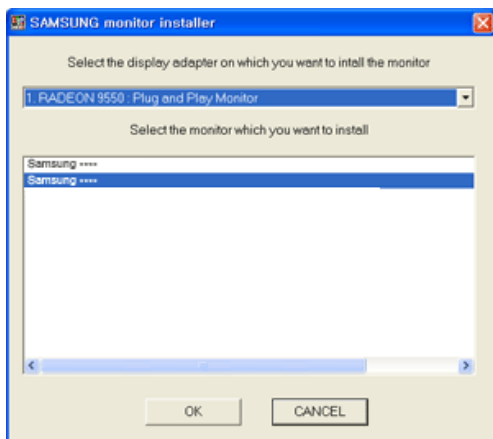 SAMSUNG monitor installer
Select the display adapter on which you want to intall the monitor
1. RADEON 9550 : Plug and Play Monitor
Select the monitor which you want to install
Samsung ----
Samsung ----
OK
CANCEL